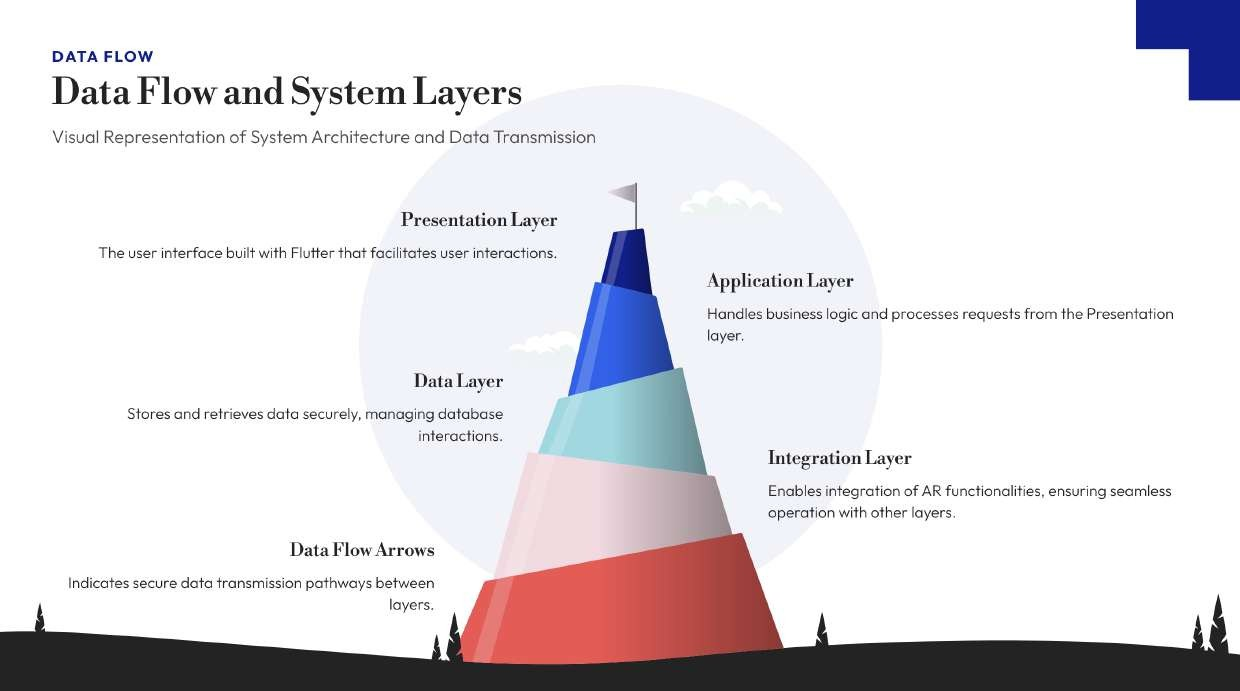 DATA FLOW
Data Flow and System Layers
Visual Representation of System Architecture and Data Transmission
Presentation Layer
The user interface built with Flutter that facilitates user interactions.
Application Layer
Handles business logic and processes requests from the Presentation
layer.
Data Layer
Stores and retrieves data securely, managing database
interactions.
Integration Layer
Enables integration of AR functionalities, ensuring seamless
operation with other layers.
Data Flow Arrows
Indicates secure data transmission pathways between
layers.